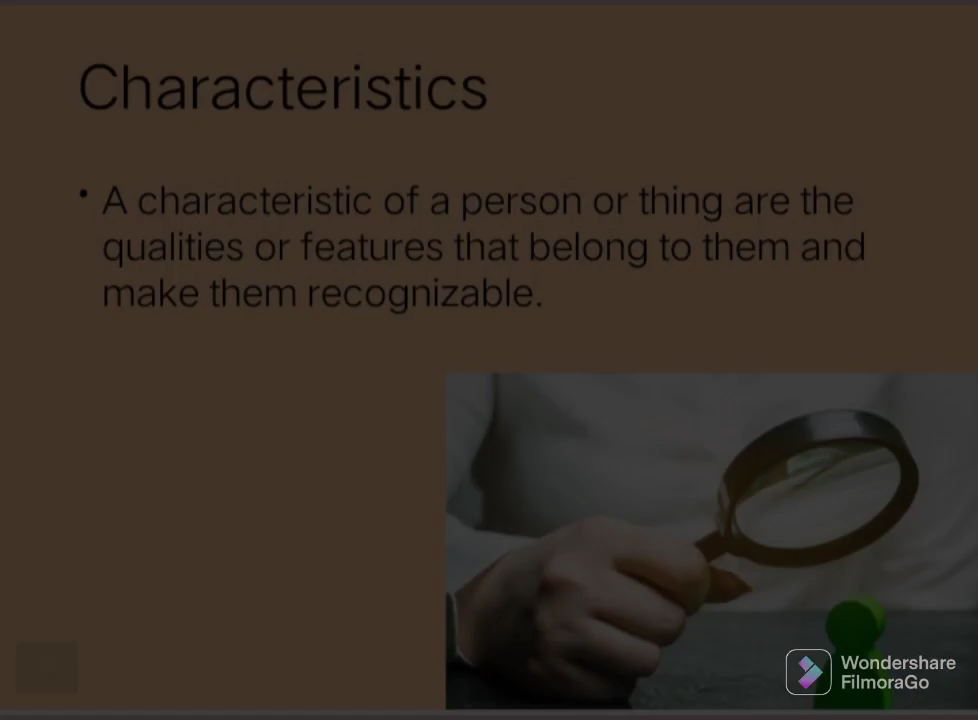 Characteristics
• A characteristic of a person or thing are the
qualities or features that belong to them and
make them recognizable.
Wondershare
FilmoraGo